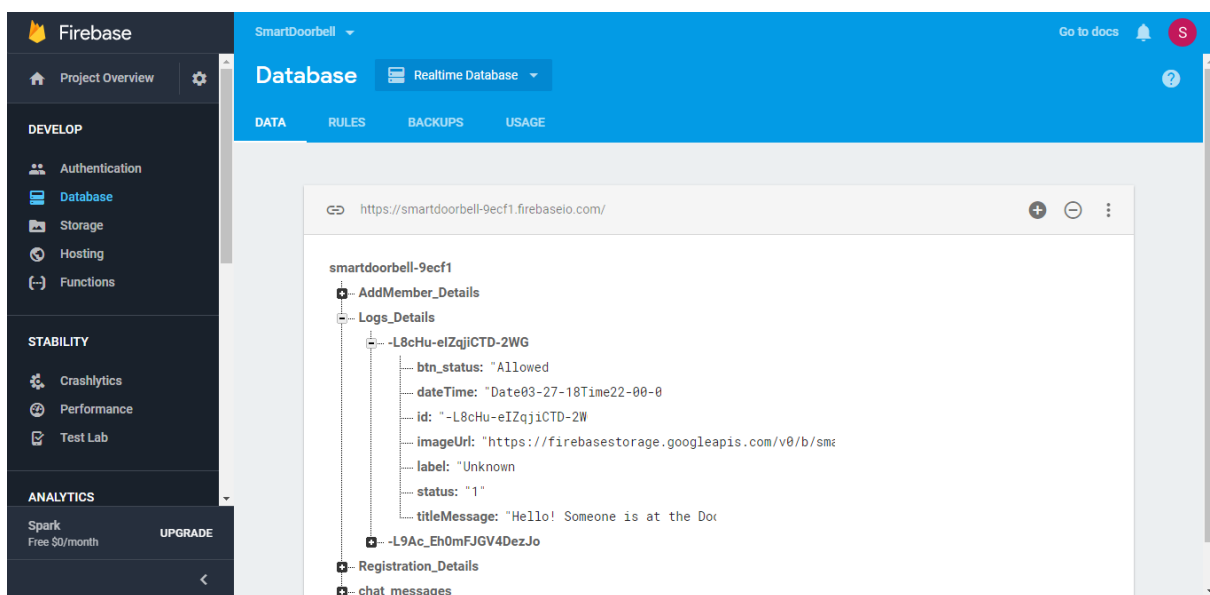 Firebase
Project Overview
DEVELOP
Authentication
Database
Storage
Hosting
Functions
STABILITY
Crashlytics
Performance
Test Lab
ANALYTICS
Spark
Free $0/month
UPGRADE
SmartDoorbell
Go to docs
S
Database
Realtime Database
DATA RULES BACKUPS USAGE
https://smartdoorbell-9ecf1.firebaseio.com/
smartdoorbell-9ecf1
AddMember_Details
Logs_Details
-L8cHu-eIZqjiCTD-2WG
btn_status: "Allowed
dateTime: "Date03-27-18Time22-00-0
id: "-L8cHu-eIZqjiCTD-2W
imageUrl: "https://firebasestorage.googleapis.com/v0/b/sma
label: "Unknown
status: "1"
titleMessage: "Hello! Someone is at the Doo
-L9Ac_Eh0mFJGV4DezJo
Registration_Details
chat_messages